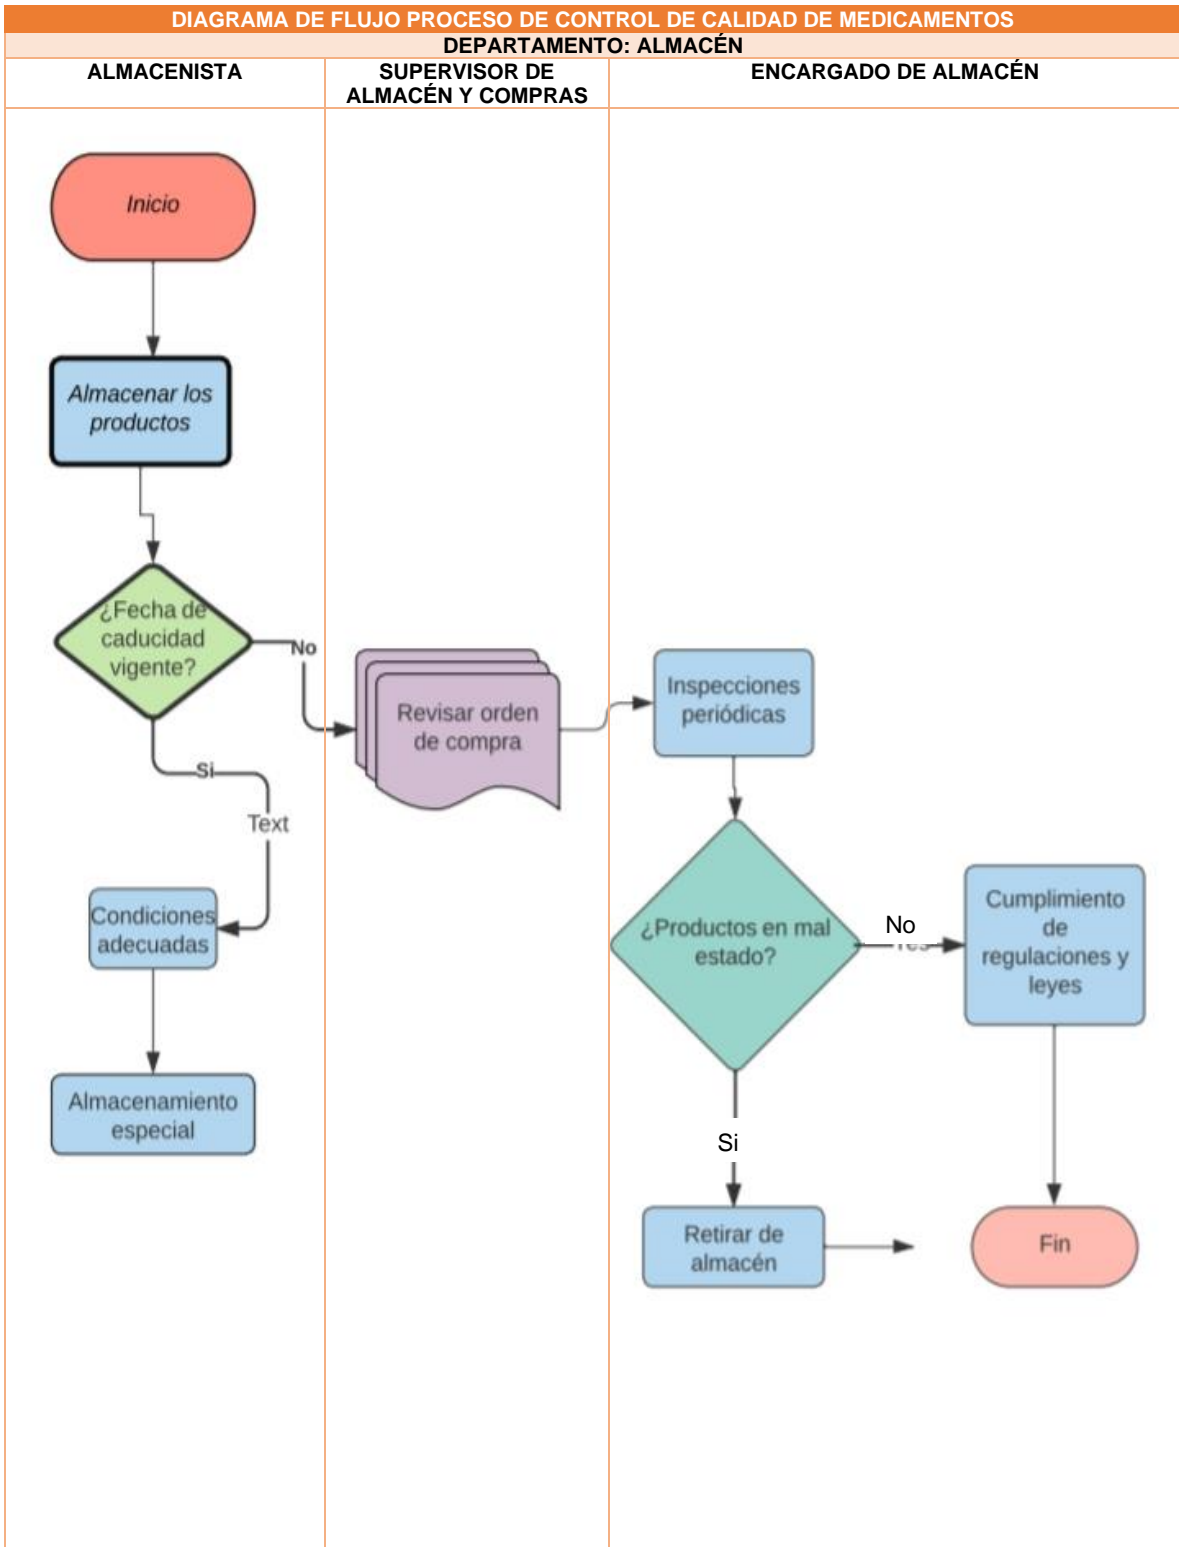 DIAGRAMA DE FLUJO PROCESO DE CONTROL DE CALIDAD DE MEDICAMENTOS
DEPARTAMENTO: ALMACÉN
ALMACENISTA
SUPERVISOR DE
ALMACÉN Y COMPRAS
ENCARGADO DE ALMACÉN
Inicio
Almacenar los
productos
¿Fecha de
caducidad
vigente?
No
Si
Text
Condiciones
adecuadas
Almacenamiento
especial
Revisar orden
de compra
Inspecciones
periódicas
¿Productos en mal
estado?
No
Si
Cumplimiento
de
regulaciones y
leyes
Retirar de
almacén
Fin